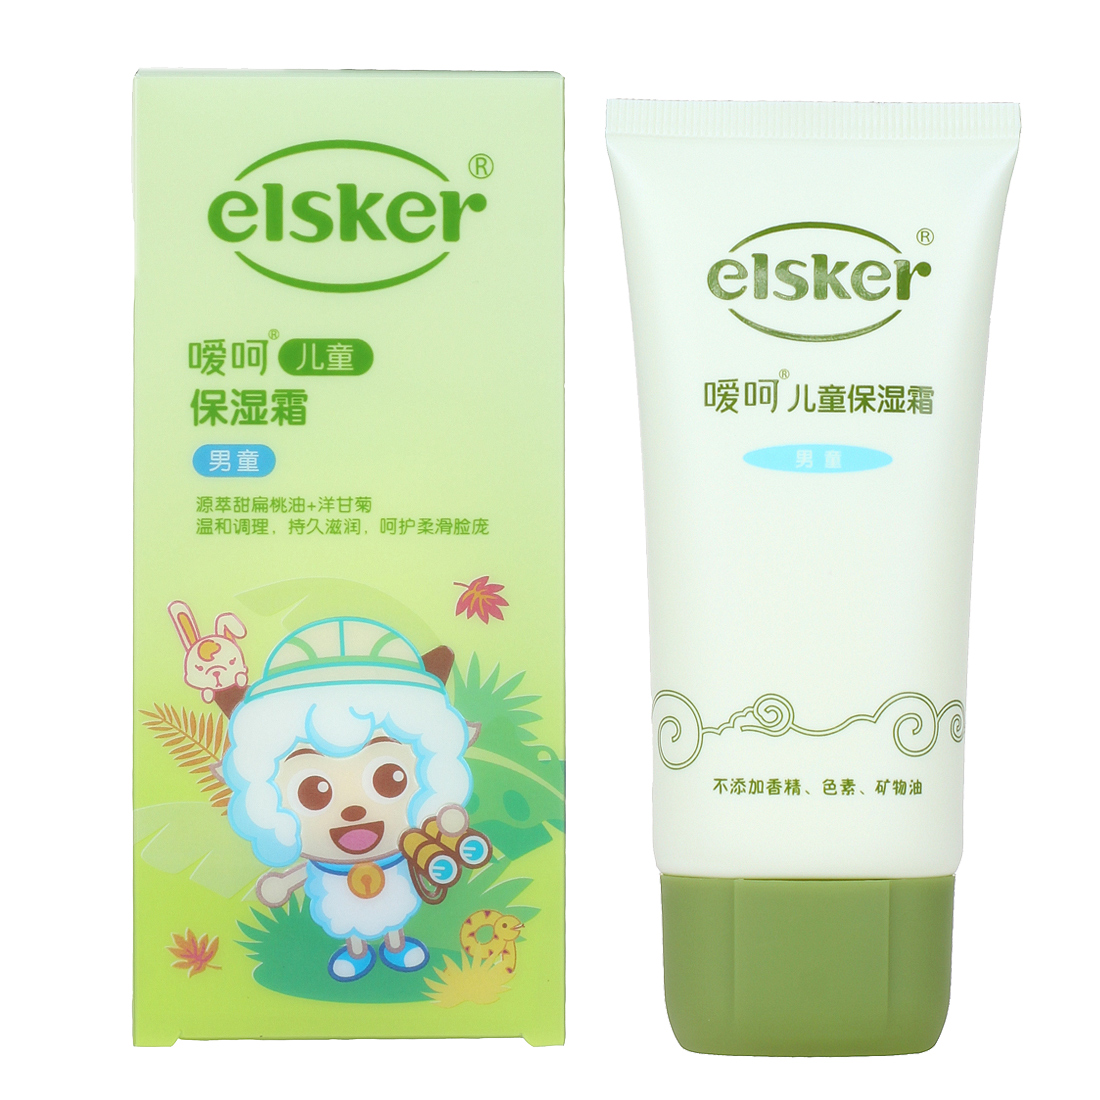 elsker®
嗳呵® 儿童
保湿霜
男童
源萃甜扁桃油+洋甘菊
温和调理，持久滋润，呵护柔滑脸庞
elsker®
嗳呵®儿童保湿霜
男童
不添加香精、色素、矿物油